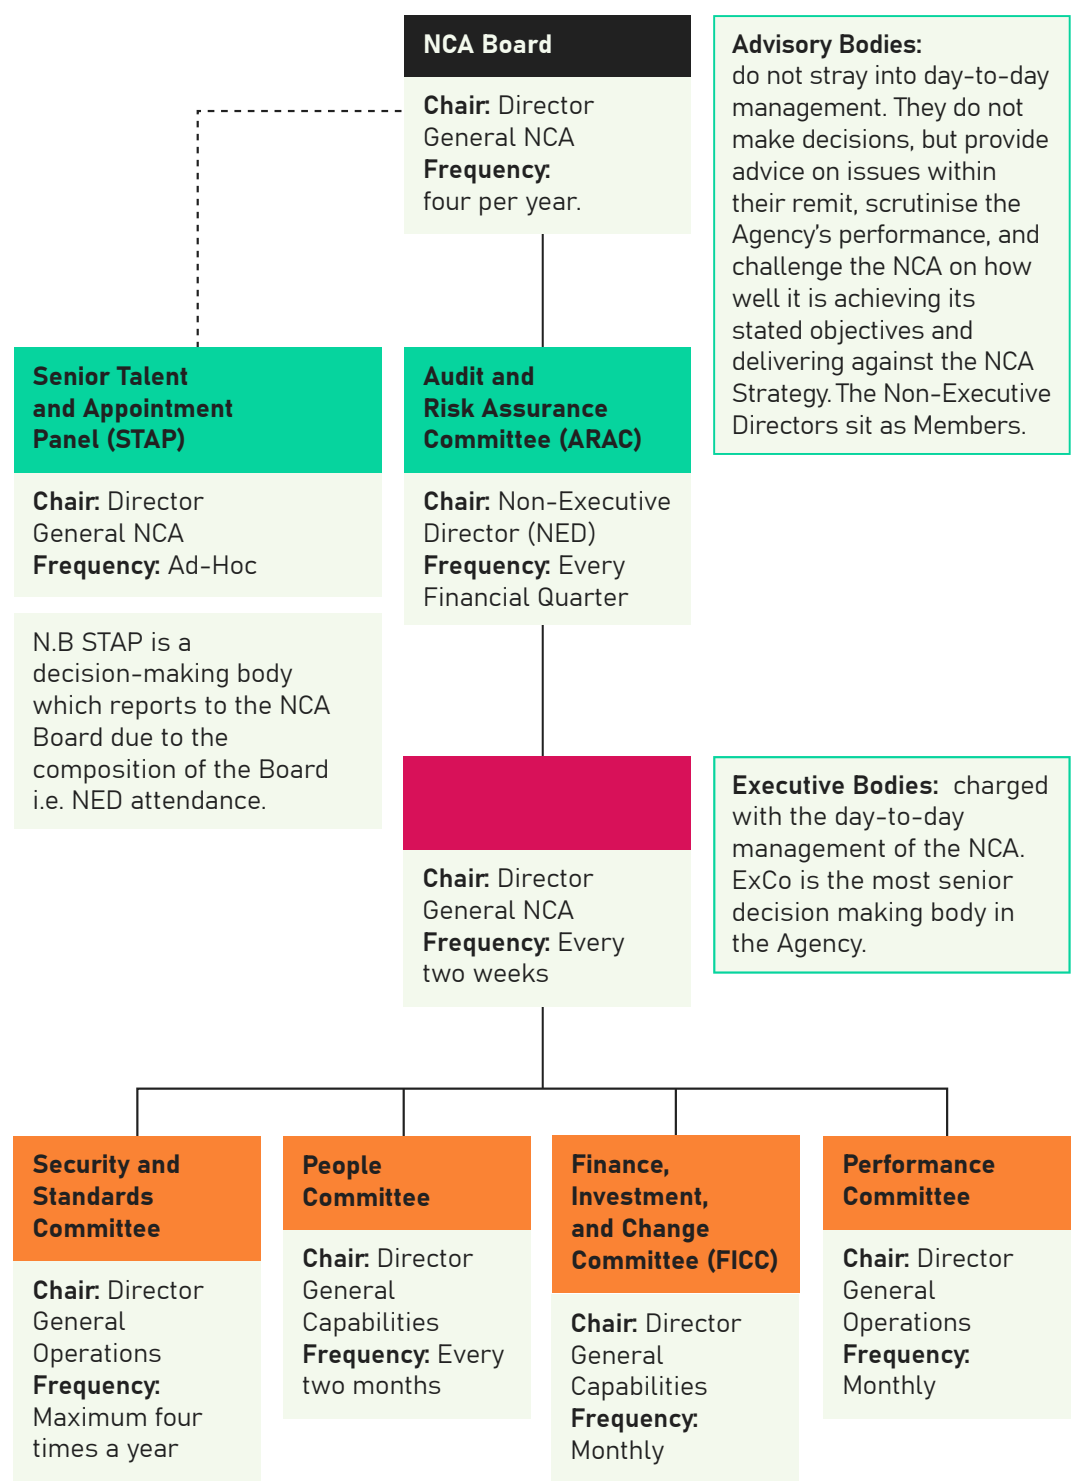 NCA Board
Chair: Director
General NCA
Frequency:
four per year.
Advisory Bodies:
do not stray into day-to-day
management. They do not
make decisions, but provide
advice on issues within
their remit, scrutinise the
Agency’s performance, and
challenge the NCA on how
well it is achieving its
stated objectives and
delivering against the NCA
Strategy. The Non-Executive
Directors sit as Members.
Senior Talent
and Appointment
Panel (STAP)
Chair: Director
General NCA
Frequency: Ad-Hoc
N.B STAP is a
decision-making body
which reports to the NCA
Board due to the
composition of the Board
i.e. NED attendance.
Audit and
Risk Assurance
Committee (ARAC)
Chair: Non-Executive
Director (NED)
Frequency: Every
Financial Quarter
Chair: Director
General NCA
Frequency: Every
two weeks
Executive Bodies: charged
with the day-to-day
management of the NCA.
ExCo is the most senior
decision making body in
the Agency.
Security and
Standards
Committee
Chair: Director
General
Operations
Frequency:
Maximum four
times a year
People
Committee
Chair: Director
General
Capabilities
Frequency: Every
two months
Finance,
Investment,
and Change
Committee (FICC)
Chair: Director
General
Capabilities
Frequency:
Monthly
Performance
Committee
Chair: Director
General
Operations
Frequency:
Monthly